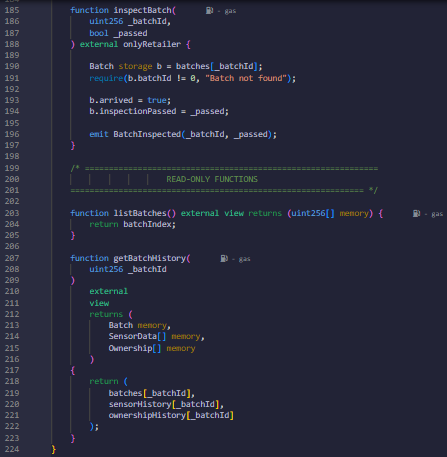 185 function inspectBatch( - gas
186 uint256 _batchId,
187 bool _passed
188 ) external onlyRetailer {
189
190 Batch storage b = batches[_batchId];
191 require(b.batchId != 0, "Batch not found");
192
193 b.arrived = true;
194 b.inspectionPassed = _passed;
195
196 emit BatchInspected(_batchId, _passed);
197 }
198
199 /* =============================================================
200 READ-ONLY FUNCTIONS
201 ============================================================= */
202
203 function listBatches() external view returns (uint256[] memory) { - gas
204 return batchIndex;
205 }
206
207 function getBatchHistory( - gas
208 uint256 _batchId
209 )
210 external
211 view
212 returns (
213 Batch memory,
214 SensorData[] memory,
215 Ownership[] memory
216 )
217 {
218 return (
219 batches[_batchId],
220 sensorHistory[_batchId],
221 ownershipHistory[_batchId]
222 );
223 }
224 }